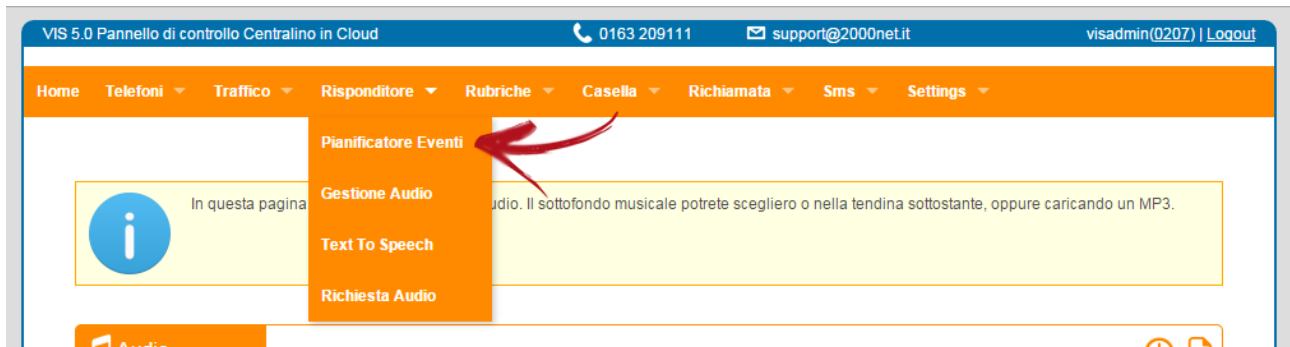 VIS 5.0 Pannello di controllo Centralino in Cloud 0163 209111 support@2000net.it visadmin(0207) | Logout
Home Telefoni Traffico Risponditore Rubriche Casella Richiamata Sms Settings
Pianificatore Eventi
In questa pagina udio. Il sottofondo musicale potrete scegliero o nella tendina sottostante, oppure caricando un MP3.
Gestione Audio
Text To Speech
Richiesta Audio
Audio